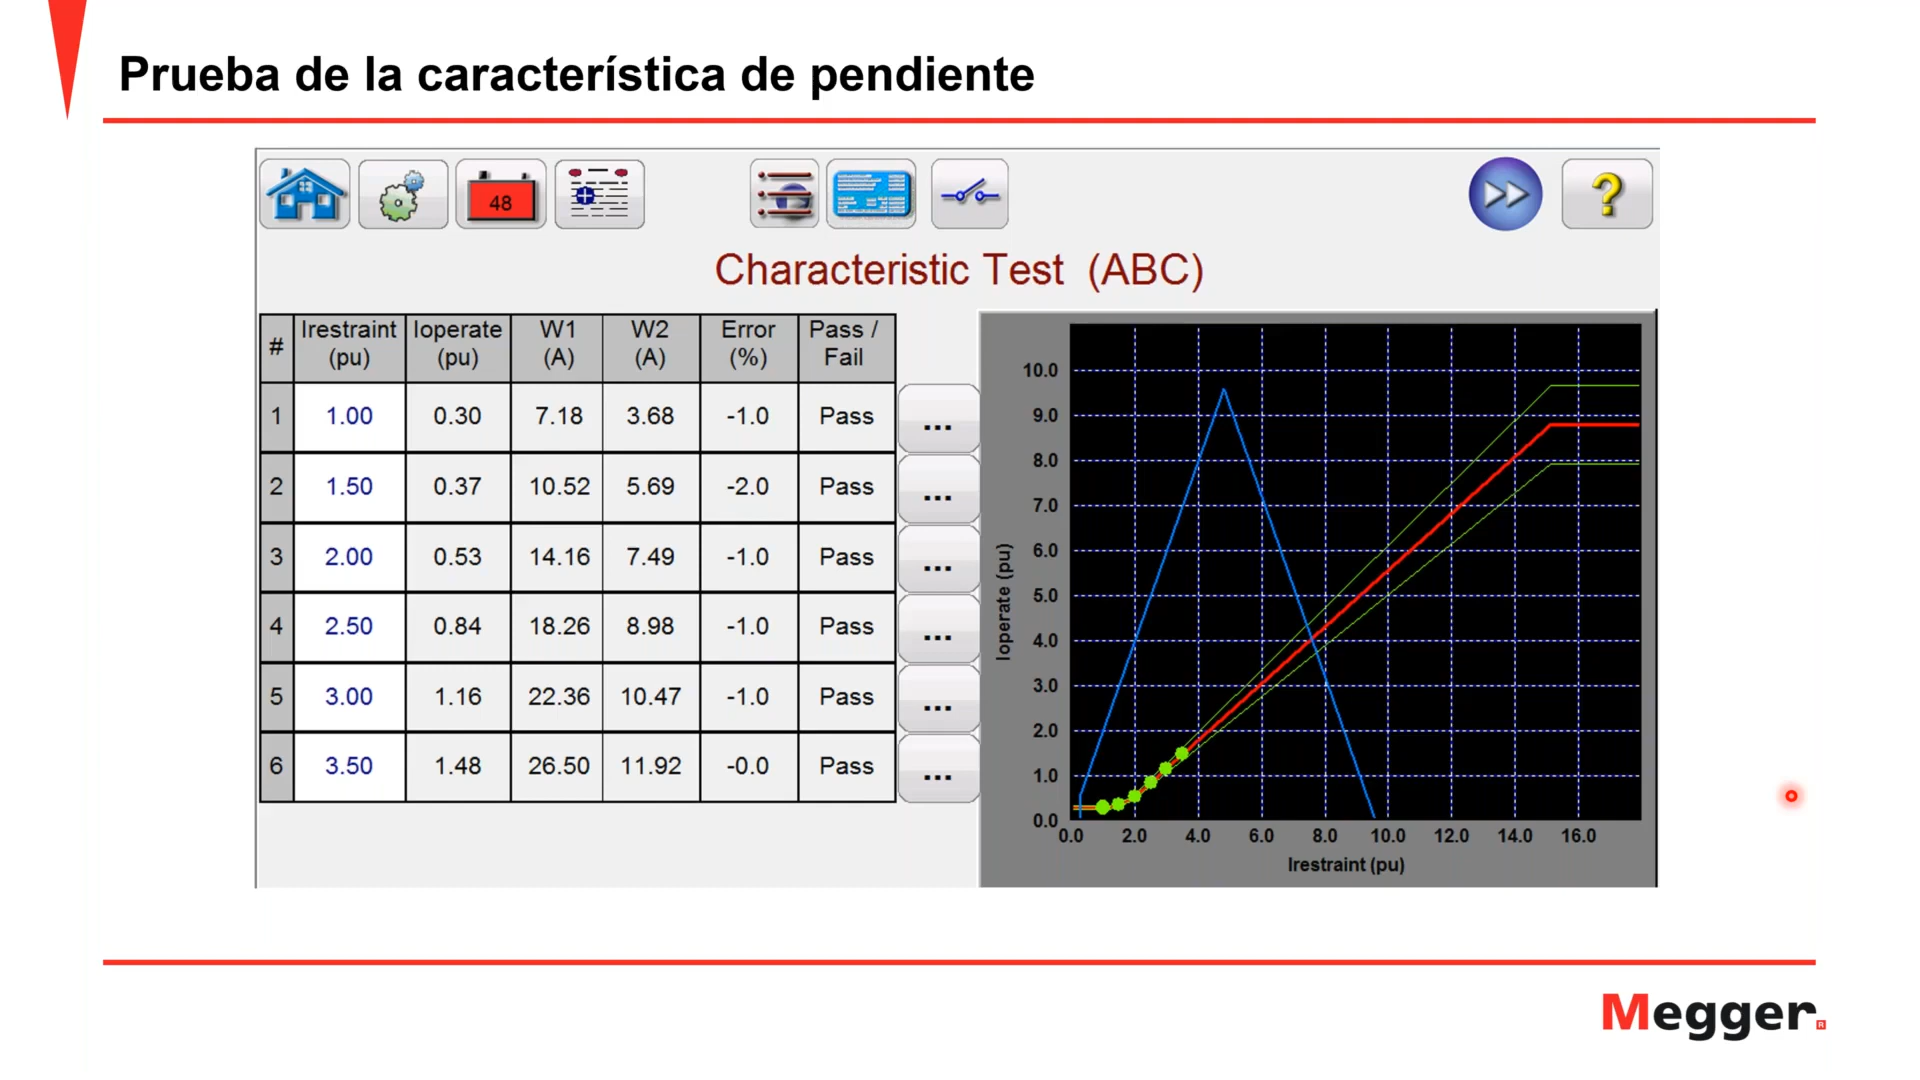 Prueba de la característica de pendiente
48
Characteristic Test (ABC)
# Irestraint (pu) Ioperate (pu) W1 (A) W2 (A) Error (%) Pass / Fail
1 1.00 0.30 7.18 3.68 -1.0 Pass ...
2 1.50 0.37 10.52 5.69 -2.0 Pass ...
3 2.00 0.53 14.16 7.49 -1.0 Pass ...
4 2.50 0.84 18.26 8.98 -1.0 Pass ...
5 3.00 1.16 22.36 10.47 -1.0 Pass ...
6 3.50 1.48 26.50 11.92 -0.0 Pass ...
Ioperate (pu)
10.0
9.0
8.0
7.0
6.0
5.0
4.0
3.0
2.0
1.0
0.0
0.0 2.0 4.0 6.0 8.0 10.0 12.0 14.0 16.0
Irestraint (pu)
?
Megger®